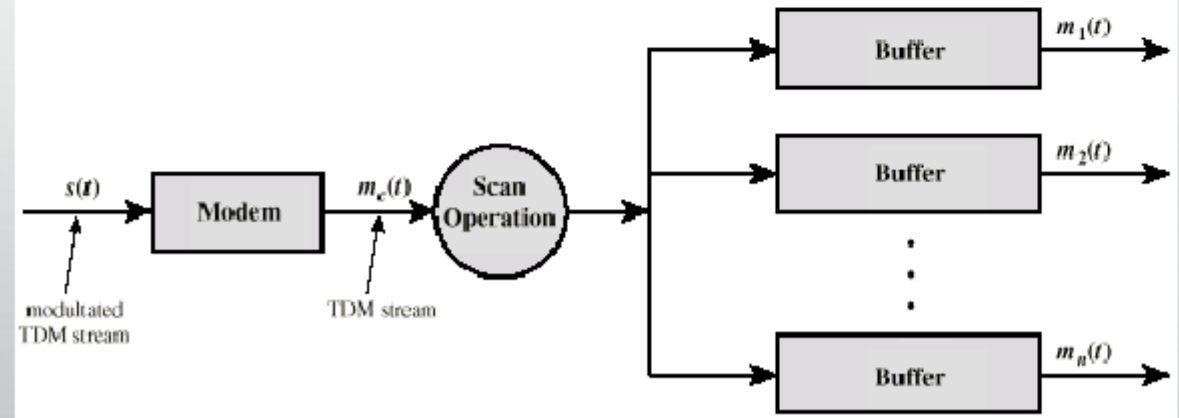 s(t)
Modem
m_c(t)
Scan
Operation
modultated
TDM stream
TDM stream
Buffer
m_1(t)
Buffer
m_2(t)
Buffer
m_n(t)